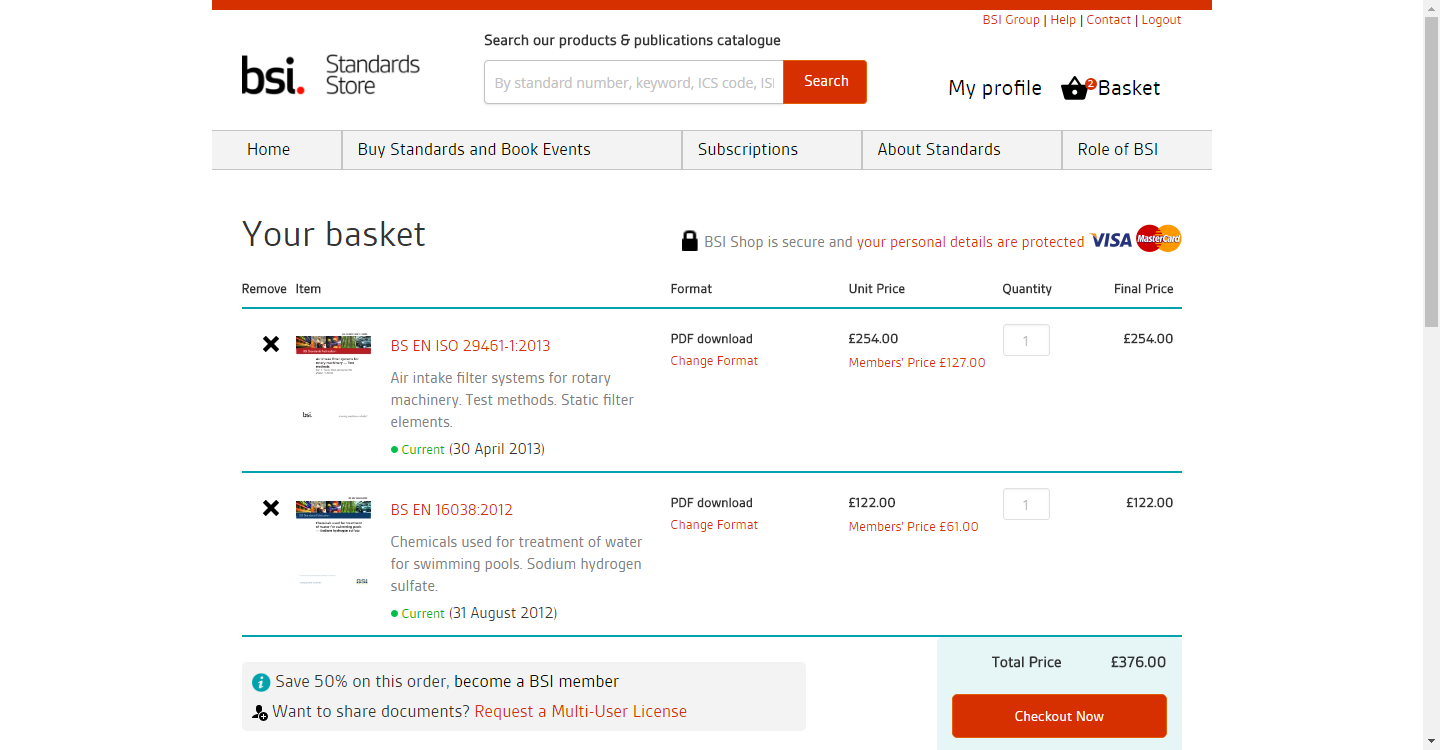 BSI Group | Help | Contact | Logout
Search our products & publications catalogue
bsi. Standards Store
By standard number, keyword, ICS code, ISI
Search
My profile
2
Basket
Home
Buy Standards and Book Events
Subscriptions
About Standards
Role of BSI
Your basket
BSI Shop is secure and your personal details are protected
VISA
MasterCard
Remove Item Format Unit Price Quantity Final Price
BS EN ISO 29461-1:2013
Air intake filter systems for rotary
machinery. Test methods. Static filter
elements.
Current (30 April 2013)
PDF download
Change Format
£254.00
Members' Price £127.00
1
£254.00
BS EN 16038:2012
Chemicals used for treatment of water
for swimming pools. Sodium hydrogen
sulfate.
Current (31 August 2012)
PDF download
Change Format
£122.00
Members' Price £61.00
1
£122.00
Save 50% on this order, become a BSI member
Want to share documents? Request a Multi-User License
Total Price £376.00
Checkout Now